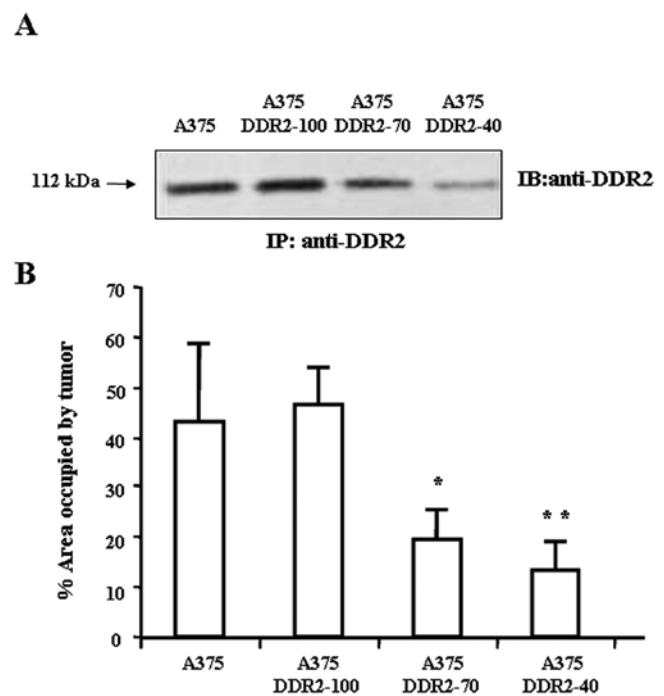 A
A375
A375
DDR2-100
A375
DDR2-70
A375
DDR2-40
112 kDa
IB:anti-DDR2
IP: anti-DDR2
B
% Area occupied by tumor
70
60
50
40
30
20
10
0
*
* *
A375
A375
DDR2-100
A375
DDR2-70
A375
DDR2-40